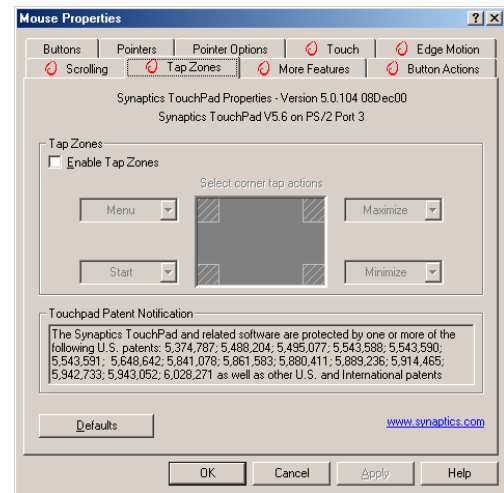 Mouse Properties
Buttons Pointers Pointer Options Touch Edge Motion
Scrolling Tap Zones More Features Button Actions
Synaptics TouchPad Properties - Version 5.0.104 08Dec00
Synaptics TouchPad V5.6 on PS/2 Port 3
Tap Zones
Enable Tap Zones
Select corner tap actions
Menu Maximize
Start Minimize
Touchpad Patent Notification
The Synaptics TouchPad and related software are protected by one or more of the
following U.S. patents: 5,374,787; 5,488,204; 5,495,077; 5,543,588; 5,543,590;
5,543,591; 5,648,642; 5,841,078; 5,861,583; 5,880,411; 5,889,236; 5,914,465;
5,942,733; 5,943,052; 6,028,271 as well as other U.S. and International patents
Defaults www.synaptics.com
OK Cancel Apply Help